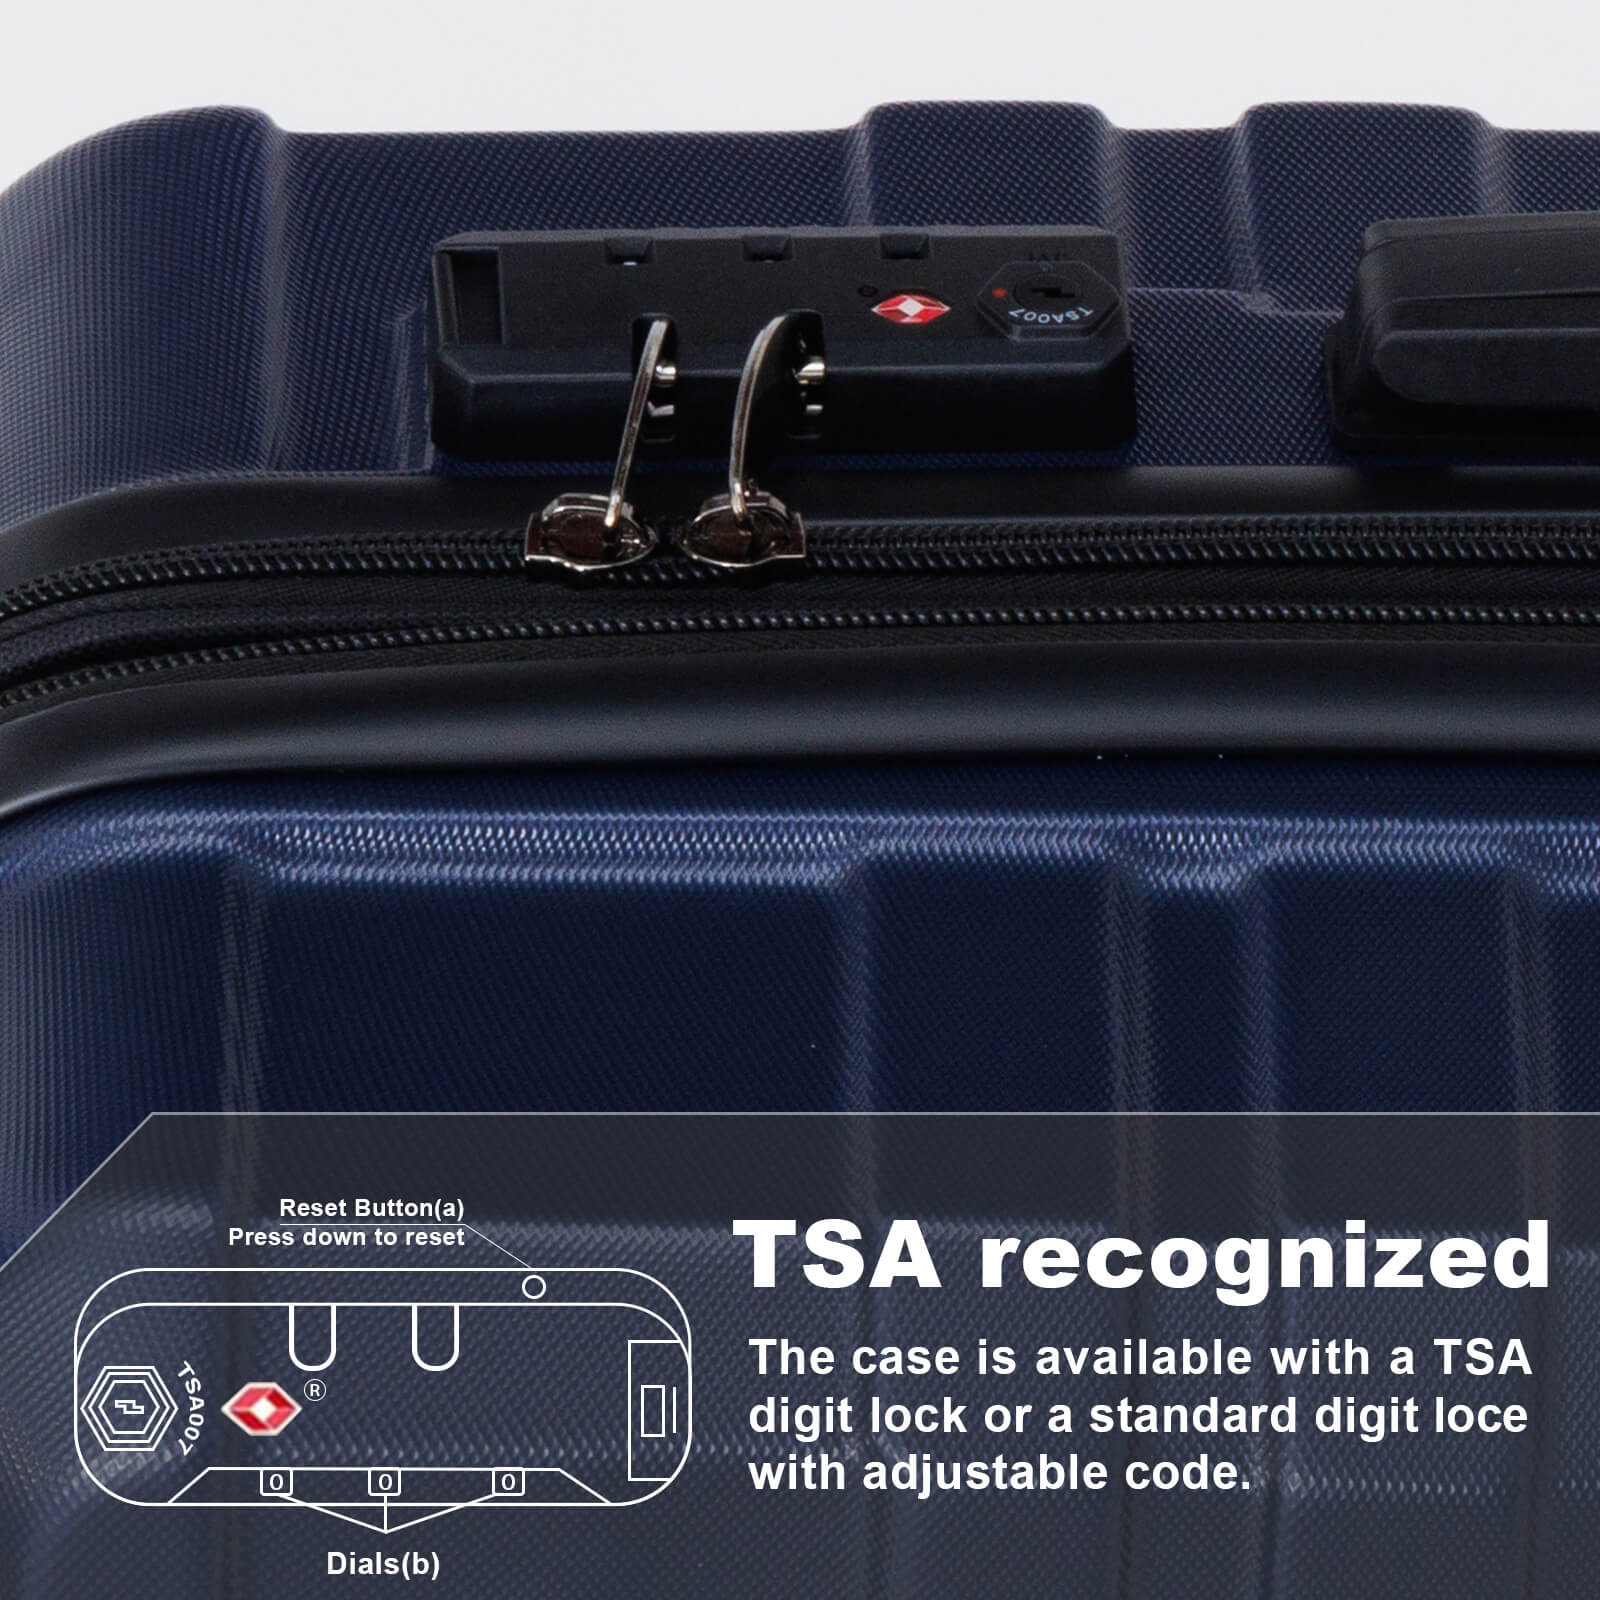 TSA007
Reset Button(a)
Press down to reset
TSA007
®
0 0 0
Dials(b)
TSA recognized
The case is available with a TSA
digit lock or a standard digit loce
with adjustable code.